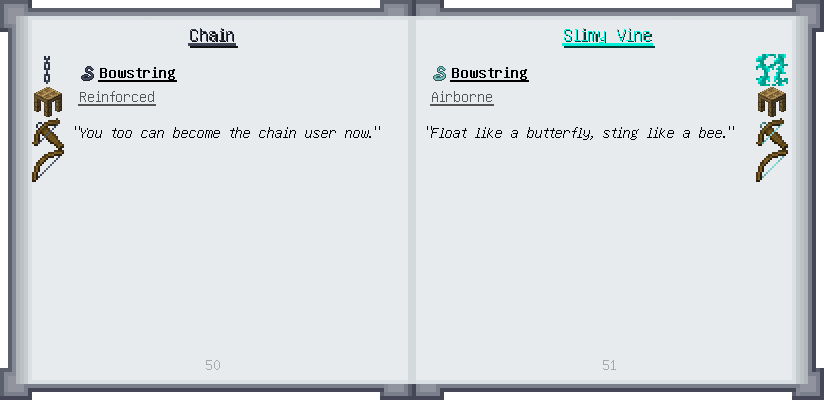 Chain
Bowstring
Reinforced
"You too can become the chain user now."
50
Slimy Vine
Bowstring
Airborne
"Float like a butterfly, sting like a bee."
51